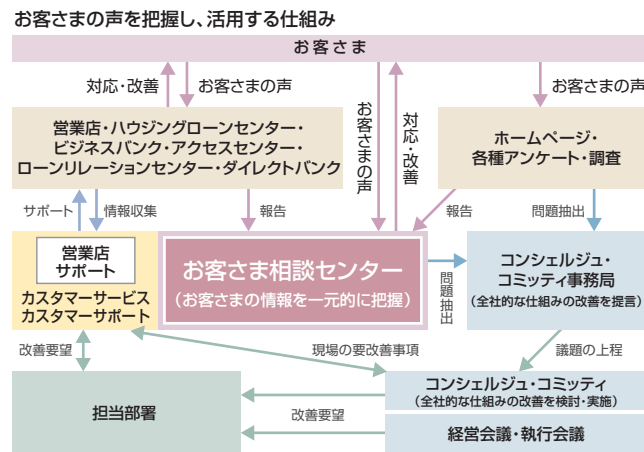 お客さまの声を把握し、活用する仕組み
お客さま
対応・改善
お客さまの声
お客さまの声
対応・改善
お客さまの声
営業店・ハウジングローンセンター・
ビジネスバンク・アクセスセンター・
ローンリレーションセンター・ダイレクトバンク
ホームページ・
各種アンケート・調査
サポート
情報収集
報告
報告
問題抽出
営業店
サポート
カスタマーサービス
カスタマーサポート
お客さま相談センター
(お客さまの情報を一元的に把握)
問題抽出
コンシェルジュ・
コミッティ事務局
(全社的な仕組みの改善を提言)
改善要望
現場の要改善事項
議題の上程
担当部署
改善要望
コンシェルジュ・コミッティ
(全社的な仕組みの改善を検討・実施)
経営会議・執行会議